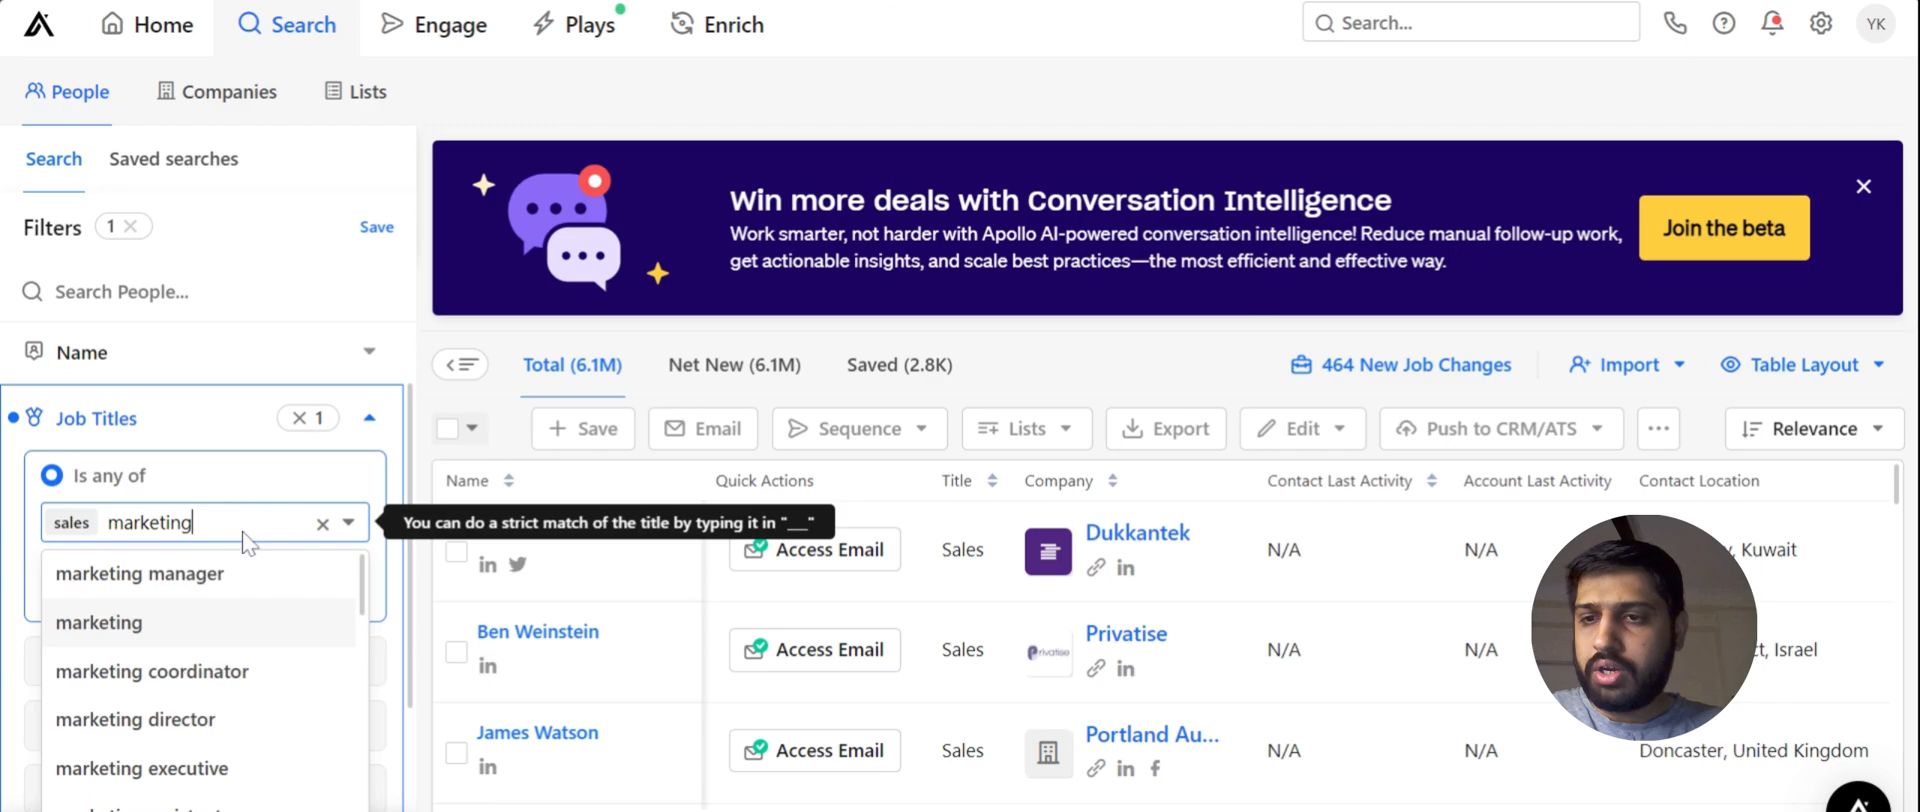 Home
Search
Engage
Plays
Enrich
Search...
YK
People
Companies
Lists
Search
Saved searches
Filters
1
Save
Search People...
Name
Job Titles
1
Is any of
sales
marketing
marketing manager
marketing
marketing coordinator
marketing director
marketing executive
You can do a strict match of the title by typing it in "__"
Win more deals with Conversation Intelligence
Work smarter, not harder with Apollo AI-powered conversation intelligence! Reduce manual follow-up work,
get actionable insights, and scale best practices—the most efficient and effective way.
Join the beta
Total (6.1M)
Net New (6.1M)
Saved (2.8K)
464 New Job Changes
Import
Table Layout
Save
Email
Sequence
Lists
Export
Edit
Push to CRM/ATS
Relevance
Name
Quick Actions
Title
Company
Contact Last Activity
Account Last Activity
Contact Location
Access Email
Sales
Dukkantek
N/A
N/A
Kuwait
Ben Weinstein
Access Email
Sales
Privatise
N/A
N/A
Israel
James Watson
Access Email
Sales
Portland Au...
N/A
N/A
Doncaster, United Kingdom